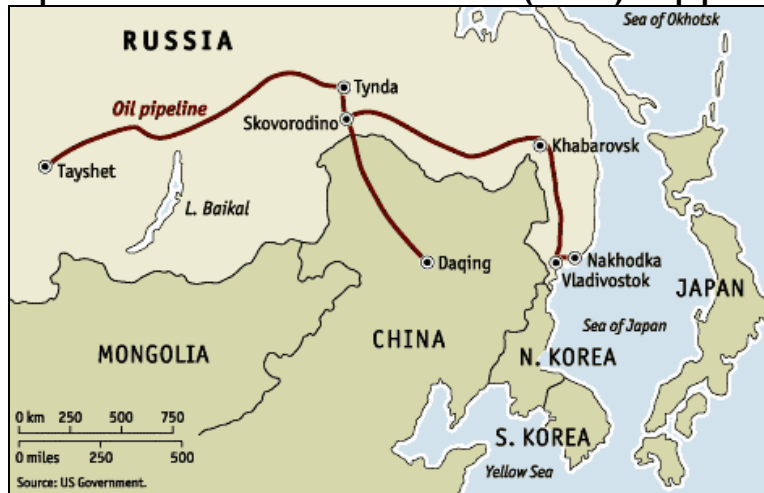 Sea of Okhotsk
RUSSIA
Tynda
Oil pipeline
Skovorodino
Khabarovsk
Tayshet
L. Baikal
Daqing
Nakhodka
Vladivostok
JAPAN
Sea of Japan
CHINA
MONGOLIA
N. KOREA
0 km 250 500 750
0 miles 250 500
S. KOREA
Yellow Sea
Source: US Government.